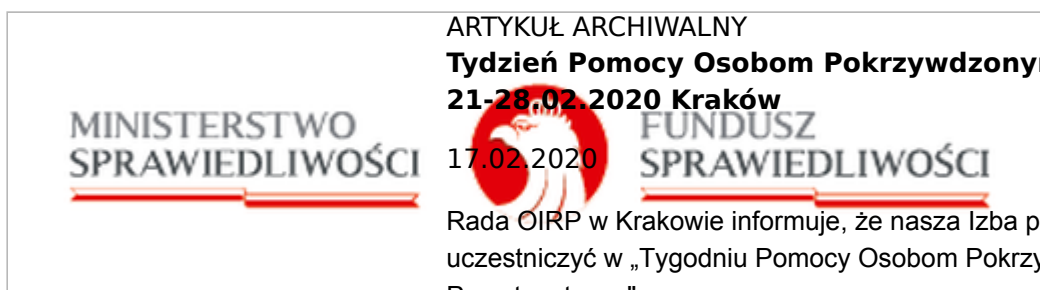 ARTYKUŁ ARCHIWALNY
Tydzień Pomocy Osobom Pokrzywdzony
21-28.02.2020 Kraków
MINISTERSTWO
SPRAWIEDLIWOŚCI
FUNDUSZ
SPRAWIEDLIWOŚCI
17.02.2020
Rada OIRP w Krakowie informuje, że nasza Izba p
uczestniczyć w „Tygodniu Pomocy Osobom Pokrzy